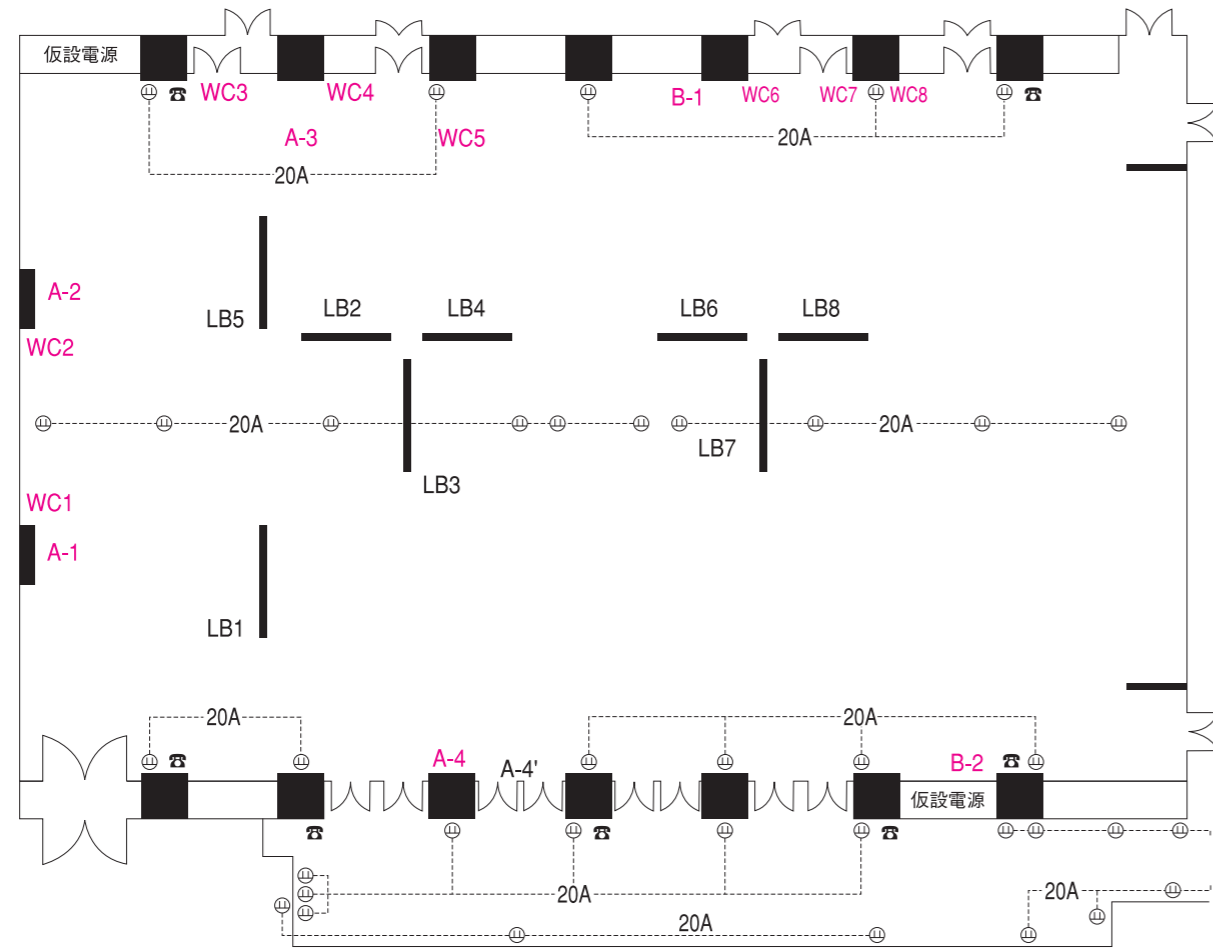 仮設電源
WC3
WC4
A-3
WC5
B-1
WC6
WC7
WC8
20A
20A
A-2
WC2
LB5
LB2
LB4
LB6
LB8
20A
20A
LB7
LB3
WC1
A-1
LB1
20A
20A
A-4
A-4'
B-2
仮設電源
20A
20A
20A